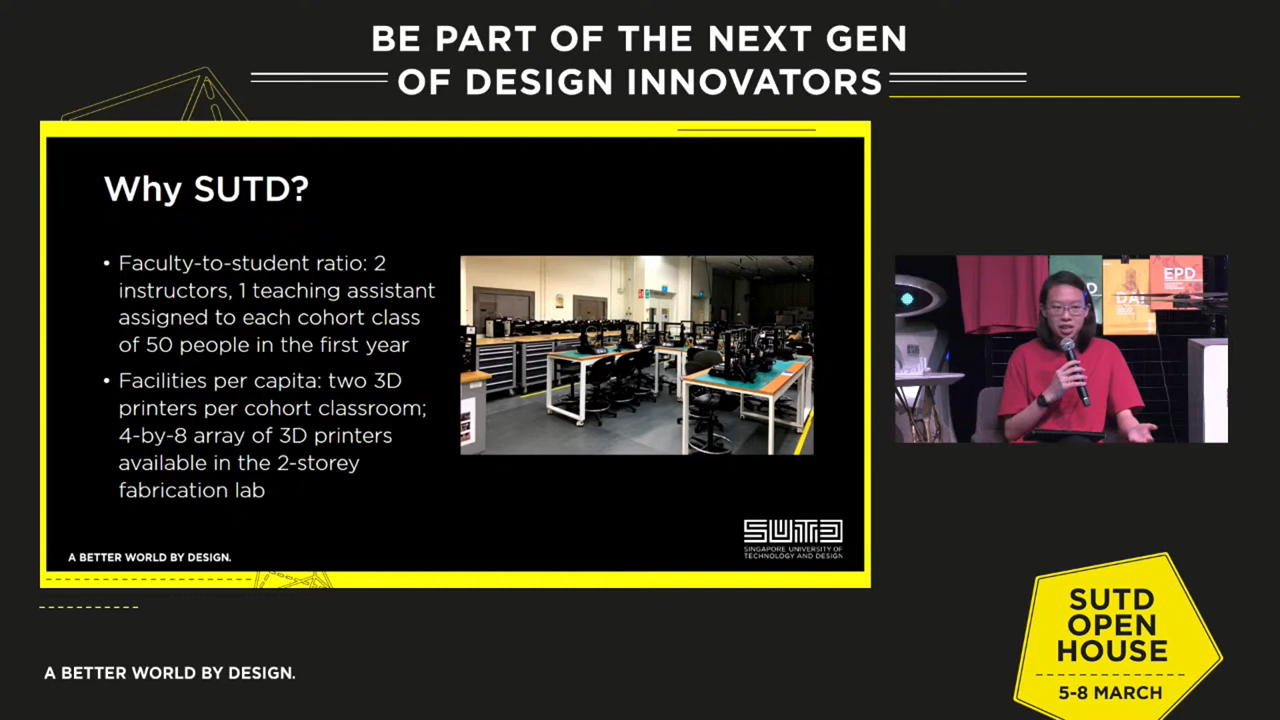 BE PART OF THE NEXT GEN
OF DESIGN INNOVATORS
Why SUTD?
• Faculty-to-student ratio: 2
instructors, 1 teaching assistant
assigned to each cohort class
of 50 people in the first year
• Facilities per capita: two 3D
printers per cohort classroom;
4-by-8 array of 3D printers
available in the 2-storey
fabrication lab
A BETTER WORLD BY DESIGN.
SUTD
SINGAPORE UNIVERSITY OF
TECHNOLOGY AND DESIGN
DA!
EPD
SUTD
OPEN
HOUSE
5-8 MARCH
A BETTER WORLD BY DESIGN.